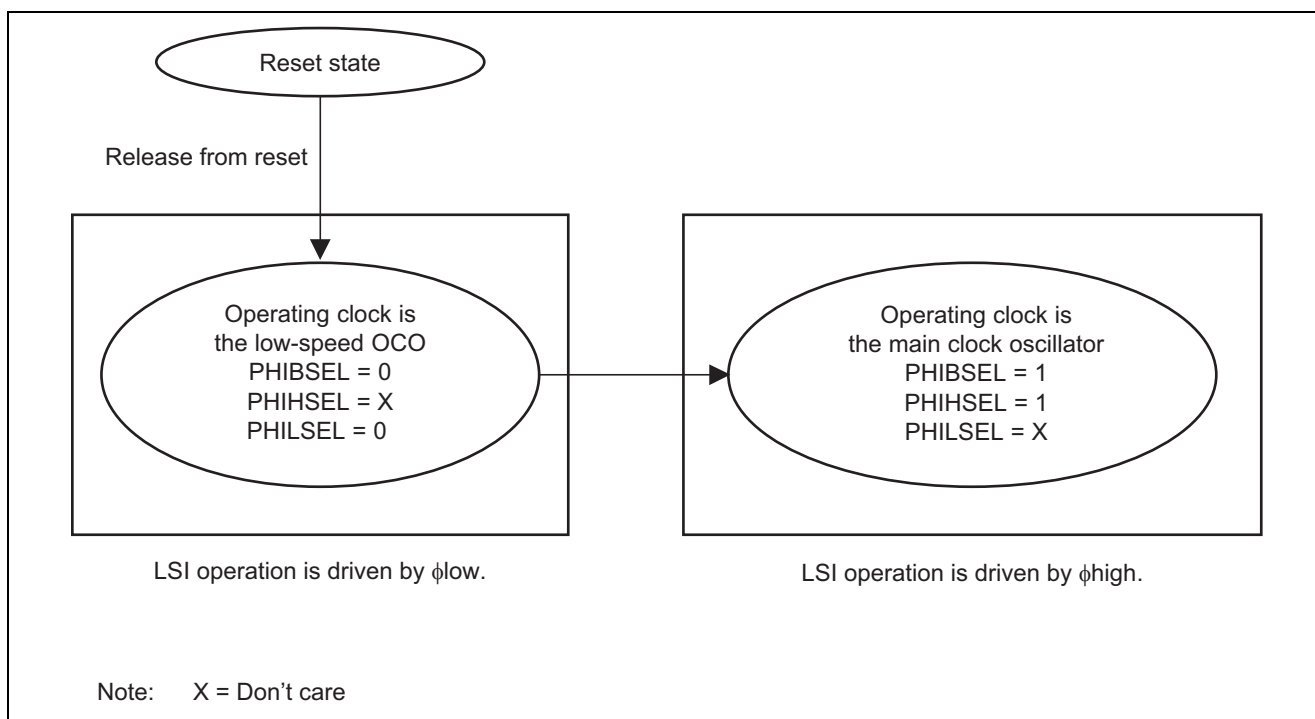 Reset state
Release from reset
Operating clock is
the low-speed OCO
PHIBSEL = 0
PHIHSEL = X
PHILSEL = 0
Operating clock is
the main clock oscillator
PHIBSEL = 1
PHIHSEL = 1
PHILSEL = X
LSI operation is driven by ϕlow.
LSI operation is driven by ϕhigh.
Note: X = Don't care